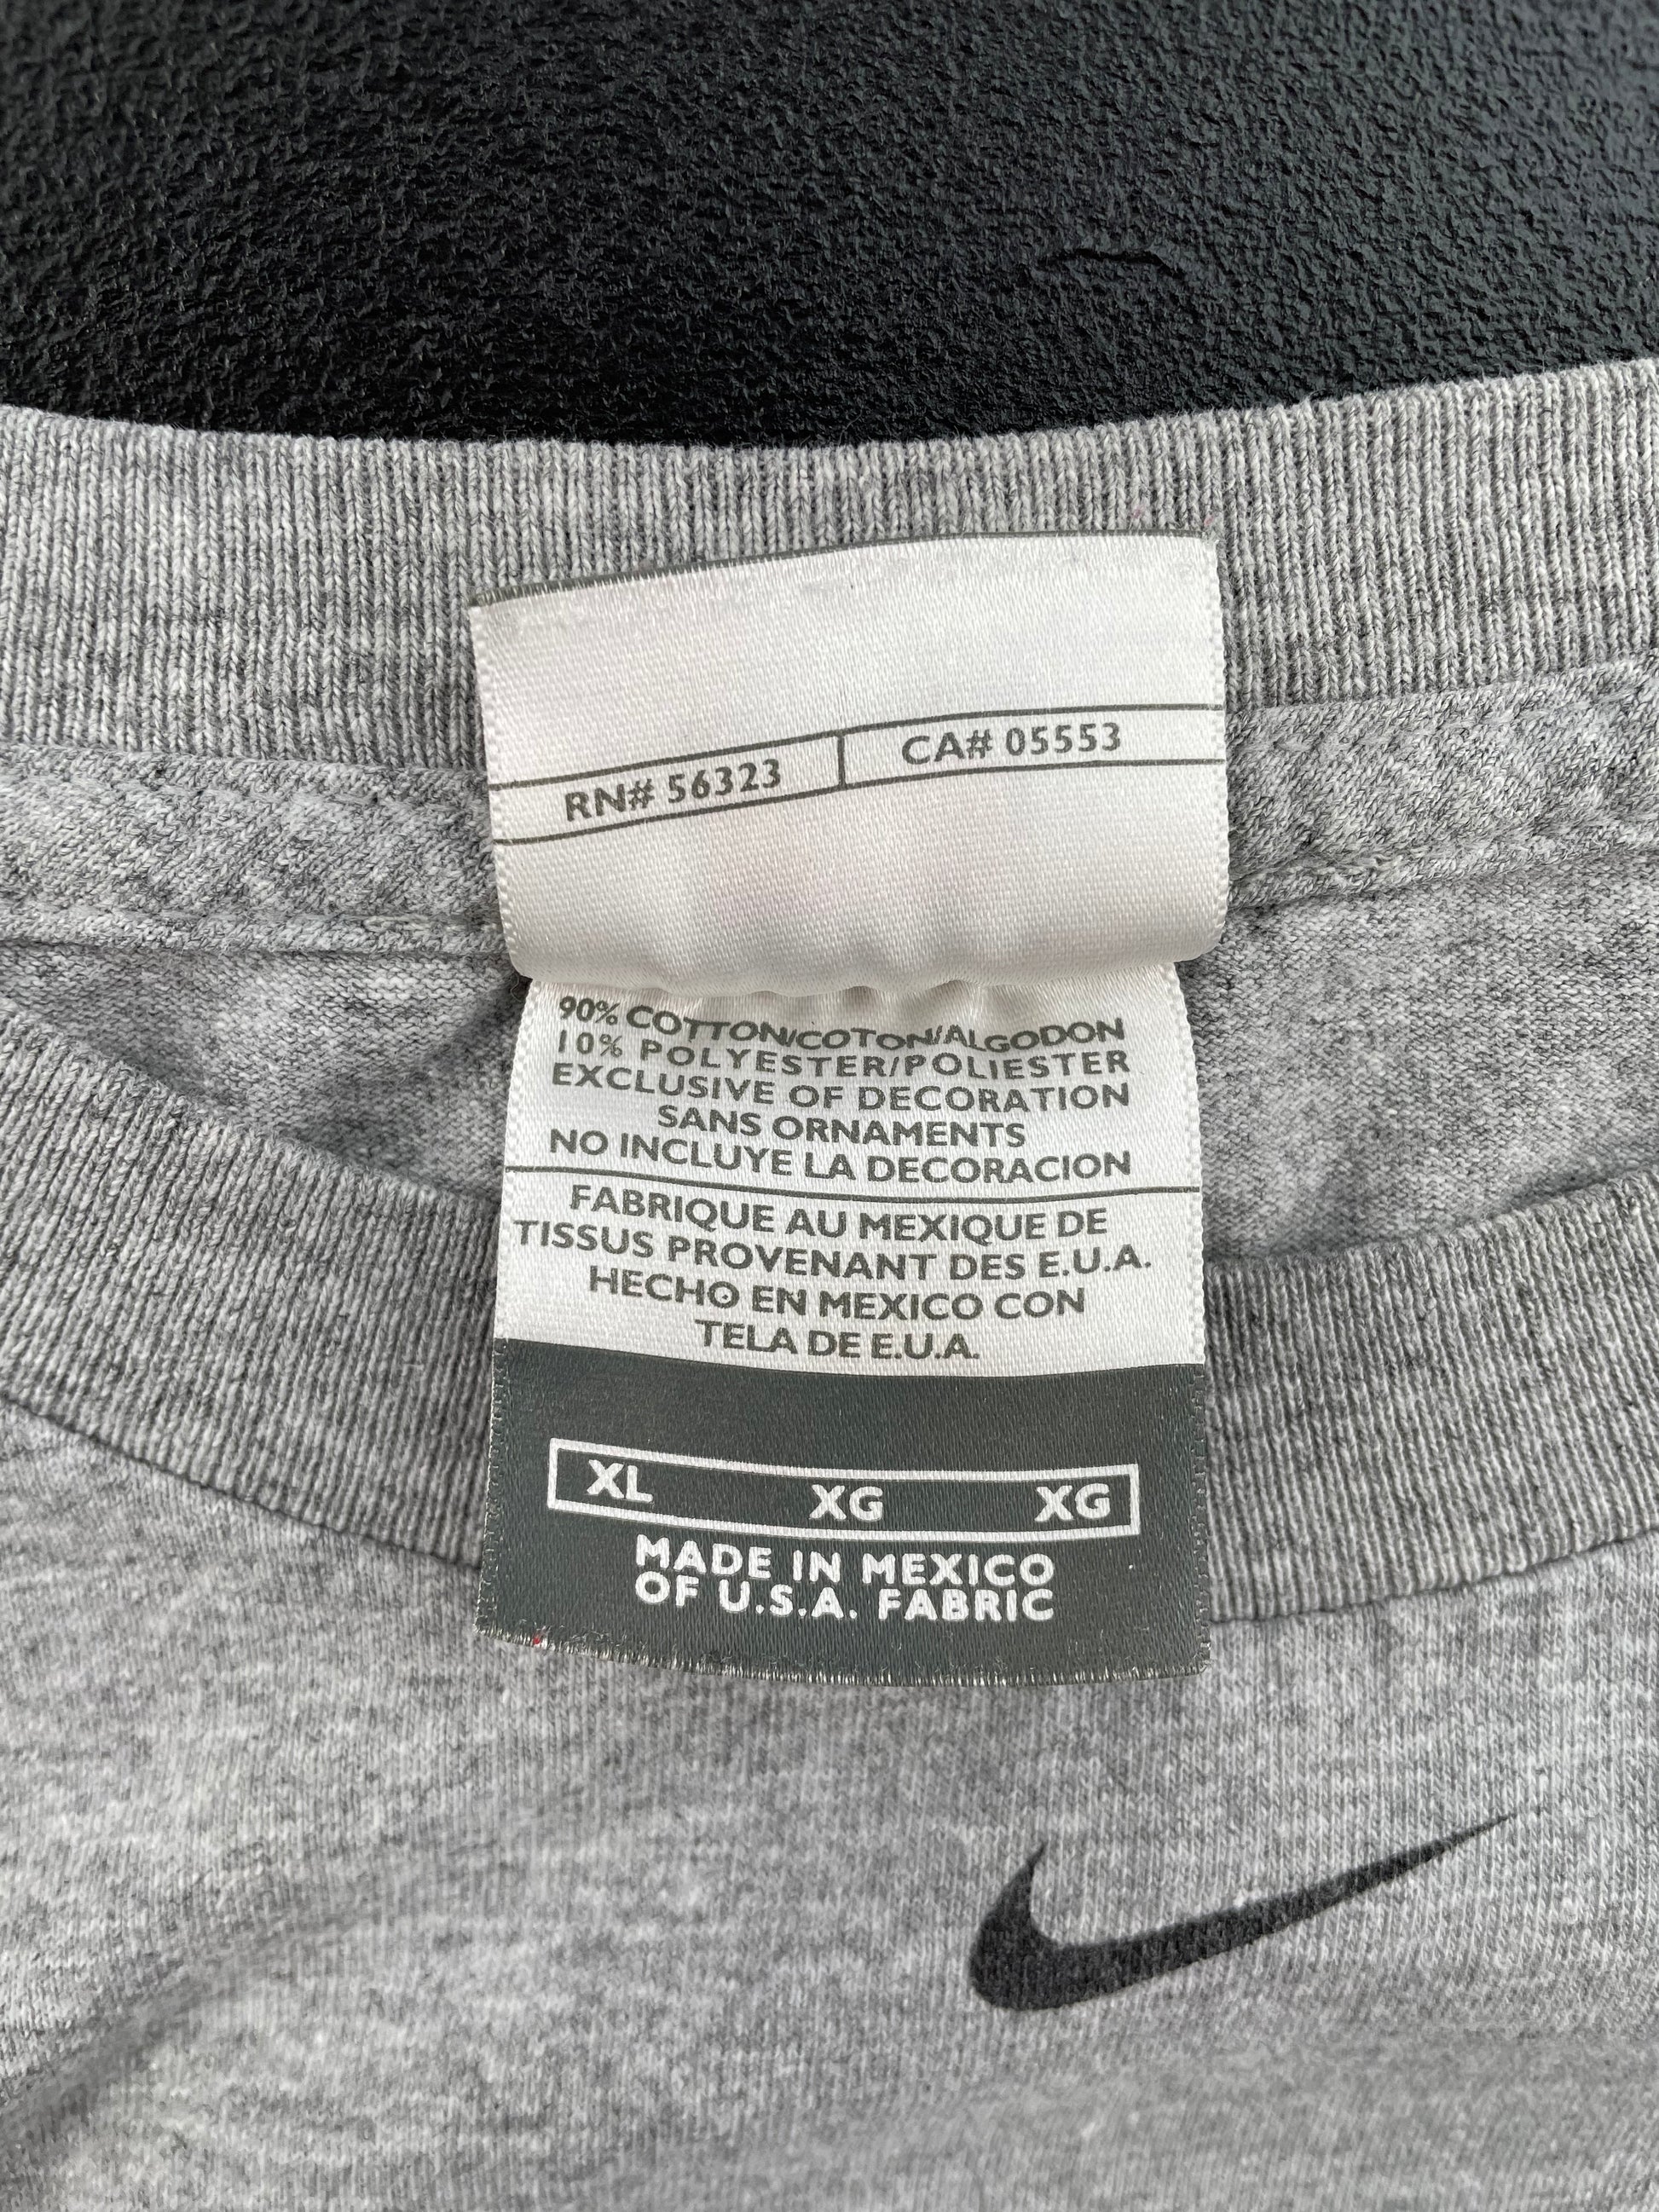 RN# 56323 CA# 05553
90% COTTON/COTON/ALGODON
10% POLYESTER/POLIESTER
EXCLUSIVE OF DECORATION
SANS ORNAMENTS
NO INCLUYE LA DECORACION
FABRIQUE AU MEXIQUE DE
TISSUS PROVENANT DES E.U.A.
HECHO EN MEXICO CON
TELA DE E.U.A.
XL XG XG
MADE IN MEXICO
OF U.S.A. FABRIC